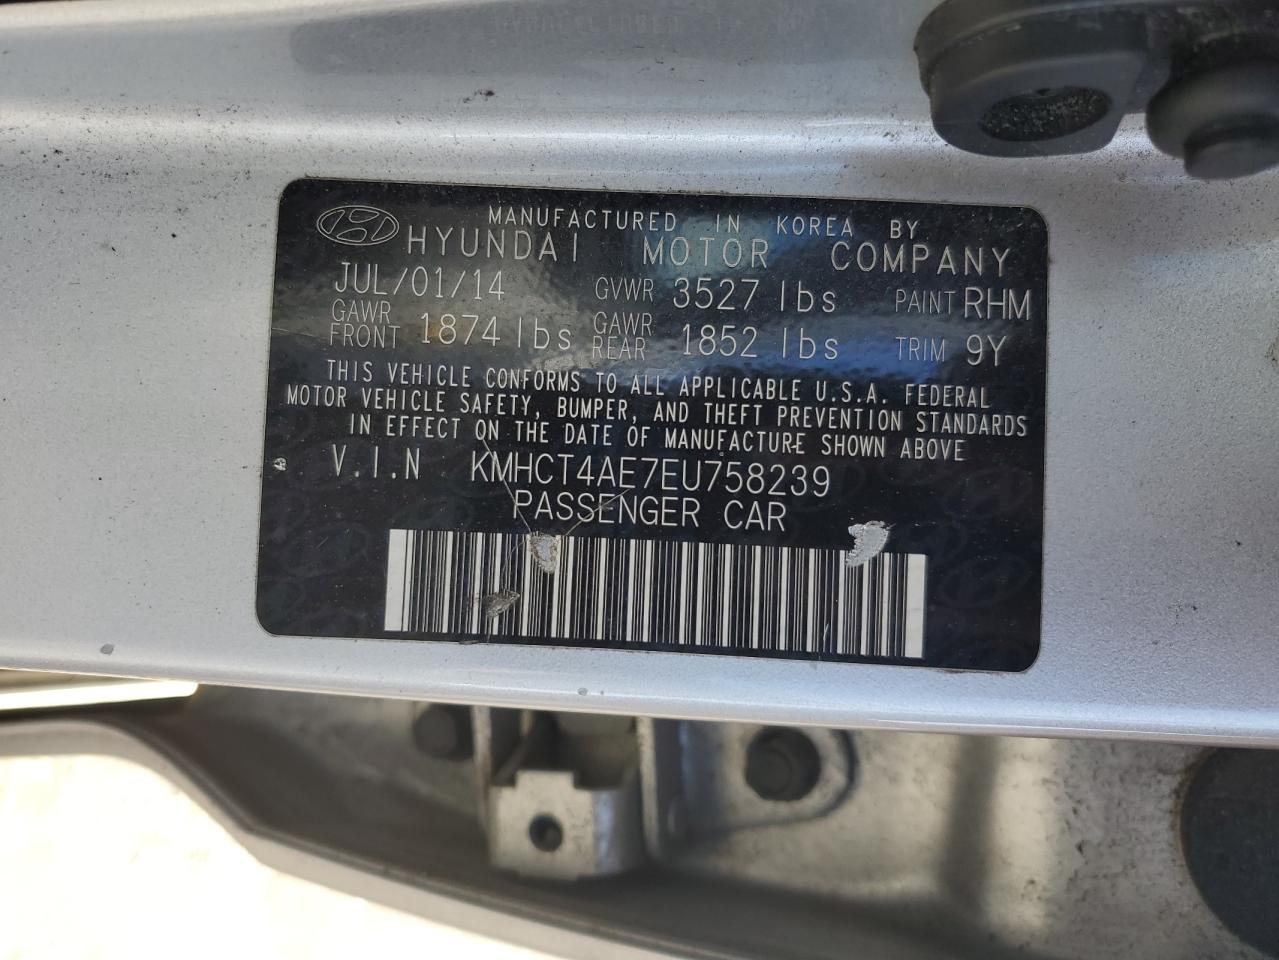 MANUFACTURED IN KOREA BY
HYUNDAI MOTOR COMPANY
JUL/01/14 GVWR 3527 lbs PAINT RHM
GAWR FRONT 1874 lbs GAWR REAR 1852 lbs TRIM 9Y
THIS VEHICLE CONFORMS TO ALL APPLICABLE U.S.A. FEDERAL
MOTOR VEHICLE SAFETY, BUMPER, AND THEFT PREVENTION STANDARDS
IN EFFECT ON THE DATE OF MANUFACTURE SHOWN ABOVE
V.I.N KMHCT4AE7EU758239
PASSENGER CAR